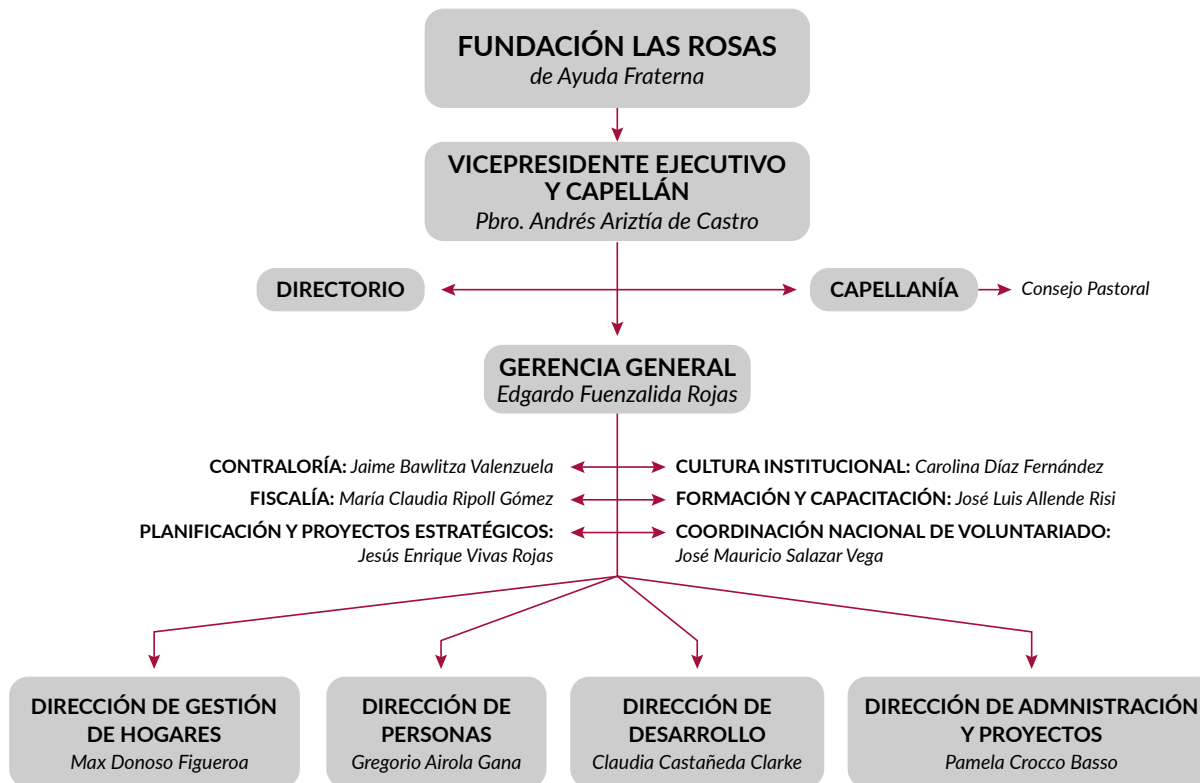 FUNDACIÓN LAS ROSAS
de Ayuda Fraterna
VICEPRESIDENTE EJECUTIVO
Y CAPELLÁN
Pbro. Andrés Ariztía de Castro
DIRECTORIO
CAPELLANÍA
Consejo Pastoral
GERENCIA GENERAL
Edgardo Fuenzalida Rojas
CONTRALORÍA: Jaime Bawlitza Valenzuela
CULTURA INSTITUCIONAL: Carolina Díaz Fernández
FISCALÍA: María Claudia Ripoll Gómez
FORMACIÓN Y CAPACITACIÓN: José Luis Allende Risi
PLANIFICACIÓN Y PROYECTOS ESTRATÉGICOS:
Jesús Enrique Vivas Rojas
COORDINACIÓN NACIONAL DE VOLUNTARIADO:
José Mauricio Salazar Vega
DIRECCIÓN DE GESTIÓN
DE HOGARES
Max Donoso Figueroa
DIRECCIÓN DE
PERSONAS
Gregorio Airola Gana
DIRECCIÓN DE
DESARROLLO
Claudia Castañeda Clarke
DIRECCIÓN DE ADMNISTRACIÓN
Y PROYECTOS
Pamela Crocco Basso